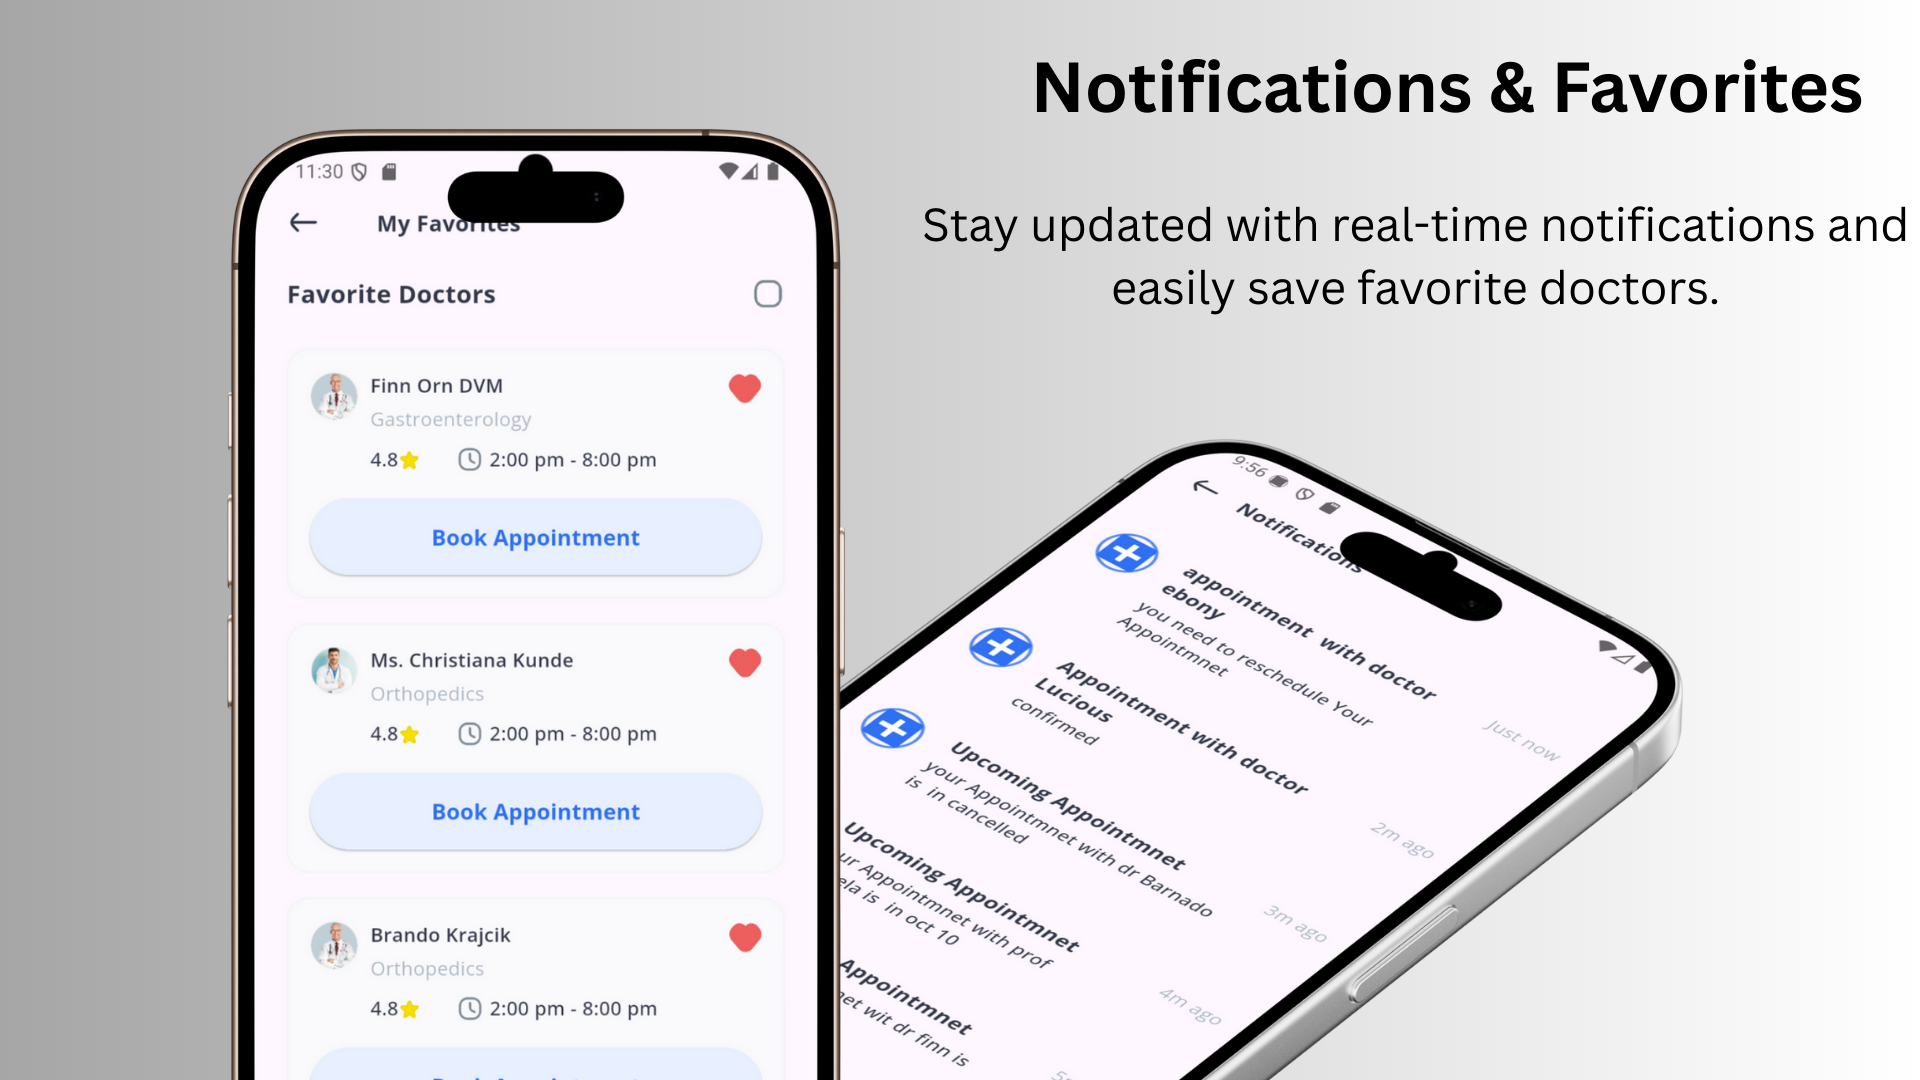 Notifications & Favorites
Stay updated with real-time notifications and
easily save favorite doctors.
11:30
My Favorites
Favorite Doctors
Finn Orn DVM
Gastroenterology
4.8 2:00 pm - 8:00 pm
Book Appointment
Ms. Christiana Kunde
Orthopedics
4.8 2:00 pm - 8:00 pm
Book Appointment
Brando Krajcik
Orthopedics
4.8 2:00 pm - 8:00 pm
9:56
Notifications
appointment with doctor
ebony
you need to reschedule Your
Appointmnet
Just now
Appointment with doctor
Lucious
confirmed
2m ago
Upcoming Appointmnet
your Appointmnet with dr Barnado
is in cancelled
3m ago
Upcoming Appointmnet
Appointmnet with prof
is in oct 10
4m ago
Appointmnet
wit dr finn is